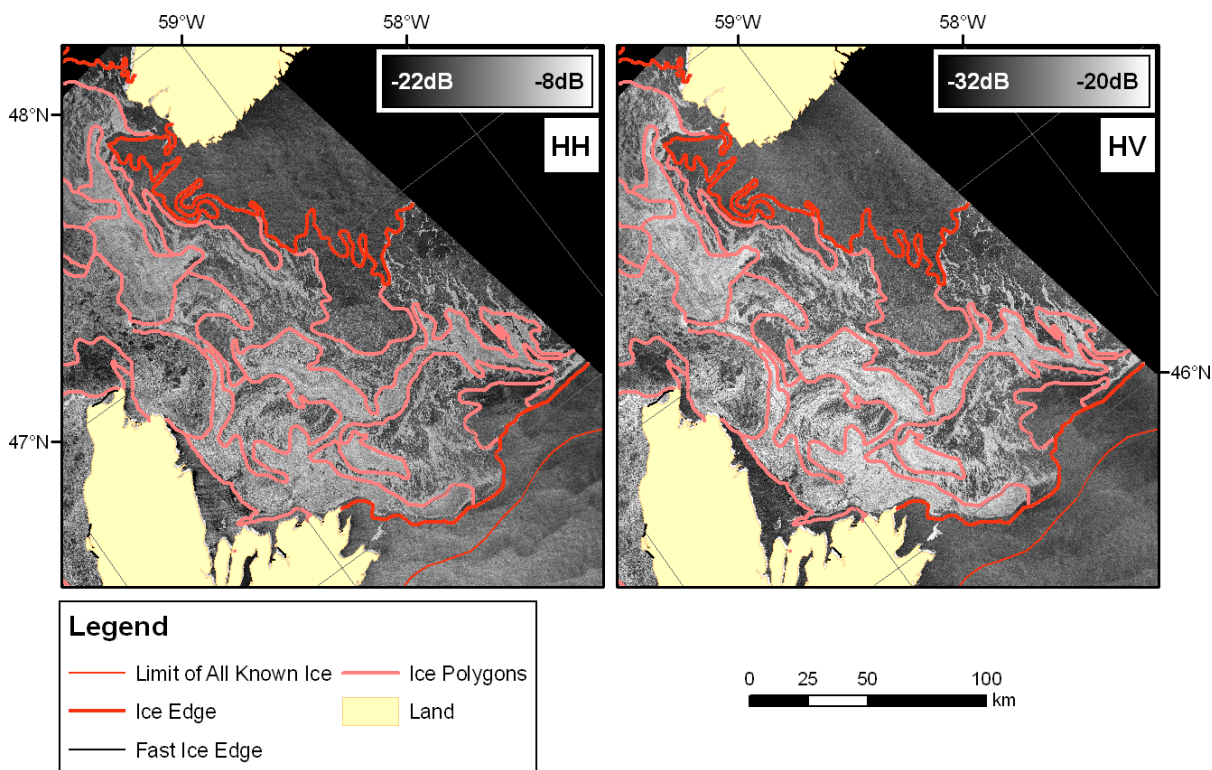 59°W 58°W 59°W 58°W
-22dB -8dB
-32dB -20dB
48°N
HH
HV
46°N
47°N
Legend
Limit of All Known Ice
Ice Polygons
Ice Edge
Land
Fast Ice Edge
0 25 50 100
km